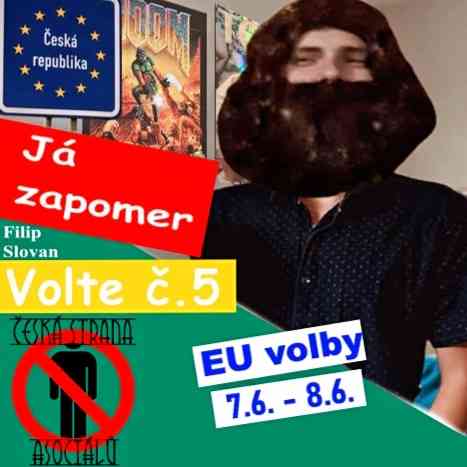 Česká
republika
DOOM
Já
zapomer
Filip
Slovan
Volte č.5
ČESKÁ STRANA
ASOCIÁLŮ
EU volby
7.6. - 8.6.